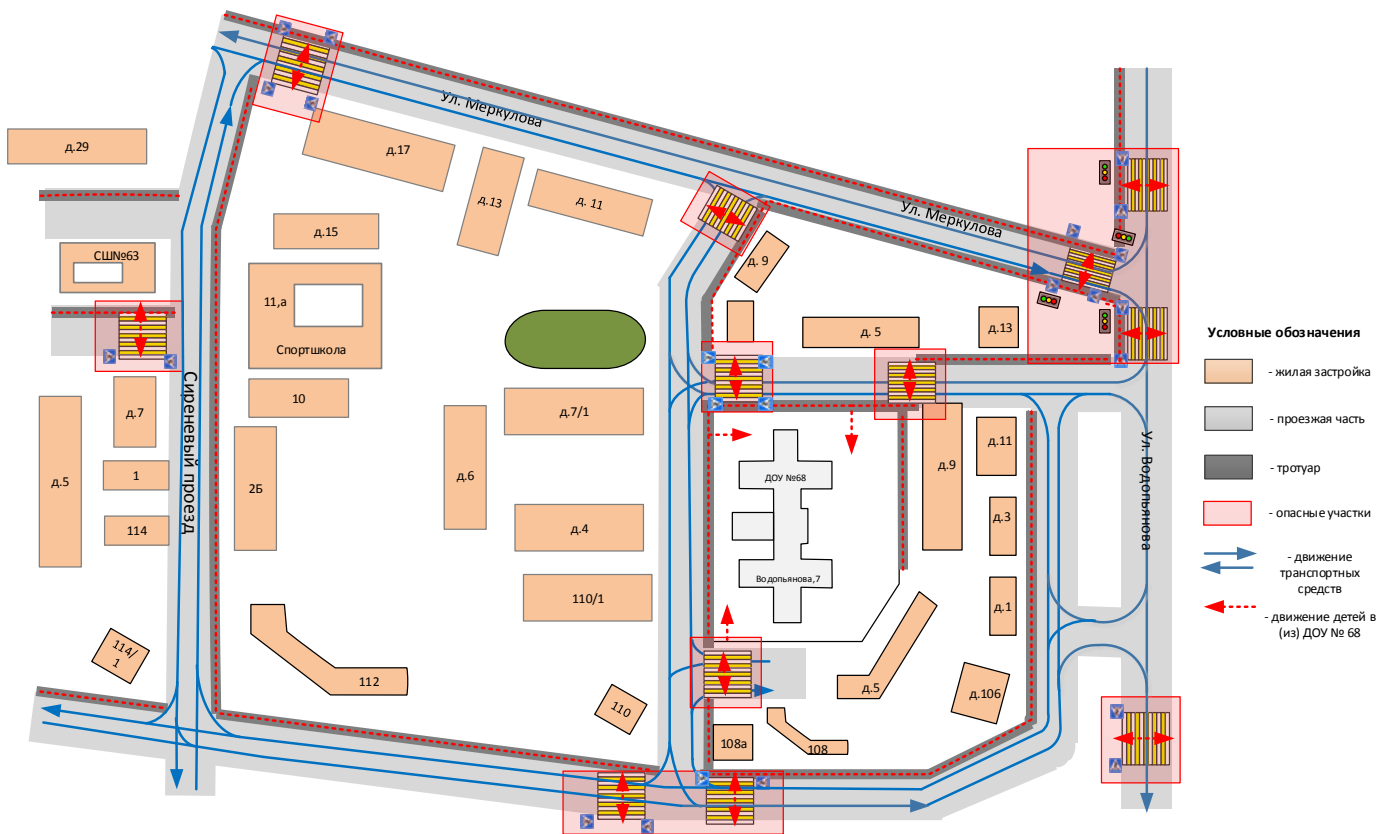 Ул. Меркулова
д.29
д.17
д.13
д. 11
Ул. Меркулова
д.15
д. 9
СШ№63
11,а
Спортшкола
д. 5
д.13
Условные обозначения
- жилая застройка
- проезжая часть
- тротуар
- опасные участки
- движение
транспортных
средств
- движение детей в
(из) ДОУ № 68
Сиреневый проезд
10
д.7
д.7/1
д.5
1
2Б
д.6
114
д.4
110/1
ДОУ №68
Водопьянова,7
д.9
д.11
д.3
д.1
Ул. Водопьянова
114/
1
112
110
д.5
д.106
108а
108